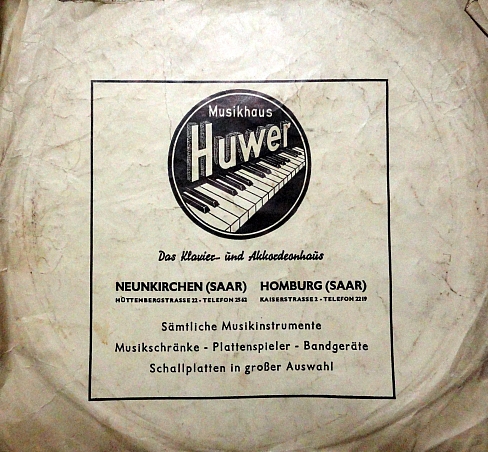 Musikhaus
Huwer
Das Klavier- und Akkordeonhaus
NEUNKIRCHEN (SAAR) HOMBURG (SAAR)
HÜTTENBERGSTRASSE 22 - TELEFON 2562 KAISERSTRASSE 2 - TELEFON 2219
Sämtliche Musikinstrumente
Musikschränke - Plattenspieler - Bandgeräte
Schallplatten in großer Auswahl